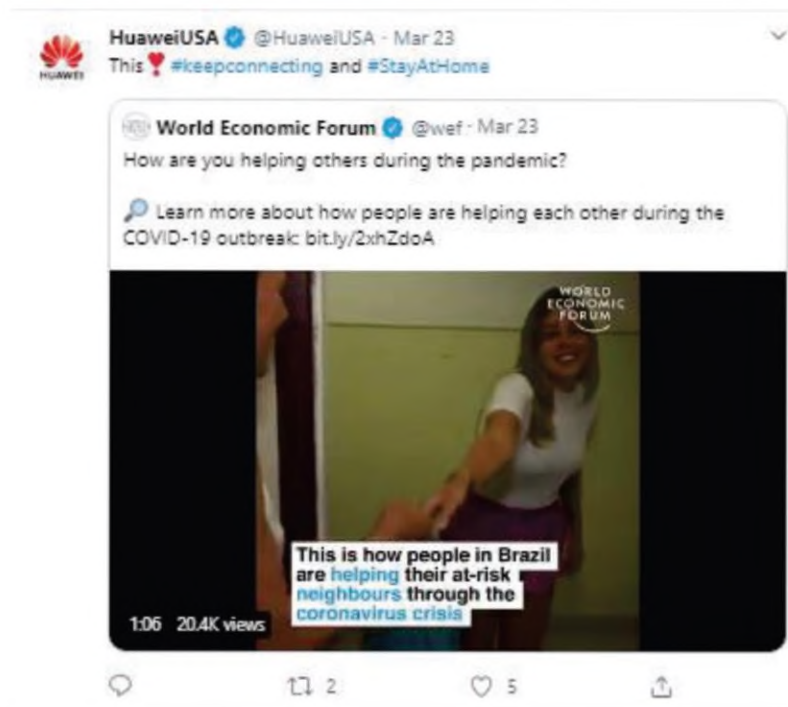 HuaweiUSA @HuaweiUSA · Mar 23
This #keepconnecting and #StayAtHome
HUAWEI
World Economic Forum @wef · Mar 23
How are you helping others during the pandemic?
Learn more about how people are helping each other during the
COVID-19 outbreak: bit.ly/2xhZdoA
WORLD
ECONOMIC
FORUM
This is how people in Brazil
are helping their at-risk
neighbours through the
coronavirus crisis
1:06 20.4K views
2 5